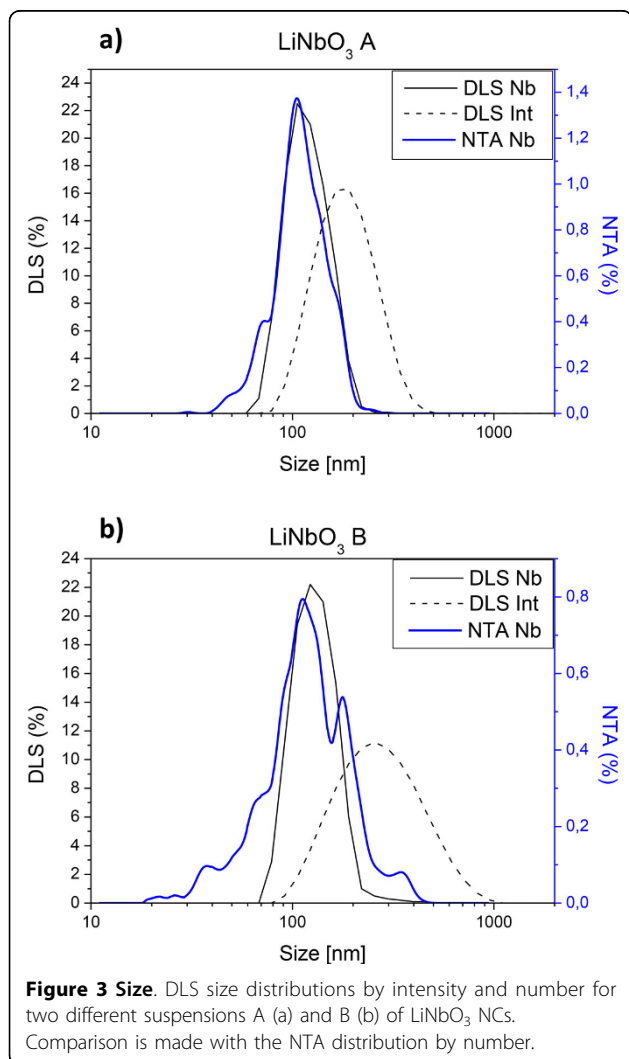 a)
LiNbO₃ A
DLS Nb
DLS Int
NTA Nb
24
22
20
18
16
14
12
10
8
6
4
2
0
DLS (%)
1,4
1,2
1,0
0,8
0,6
0,4
0,2
0,0
NTA (%)
10 100 1000
Size [nm]
b)
LiNbO₃ B
DLS Nb
DLS Int
NTA Nb
24
22
20
18
16
14
12
10
8
6
4
2
0
DLS (%)
0,8
0,6
0,4
0,2
0,0
NTA (%)
10 100 1000
Size [nm]
Figure 3 Size. DLS size distributions by intensity and number for
two different suspensions A (a) and B (b) of LiNbO₃ NCs.
Comparison is made with the NTA distribution by number.